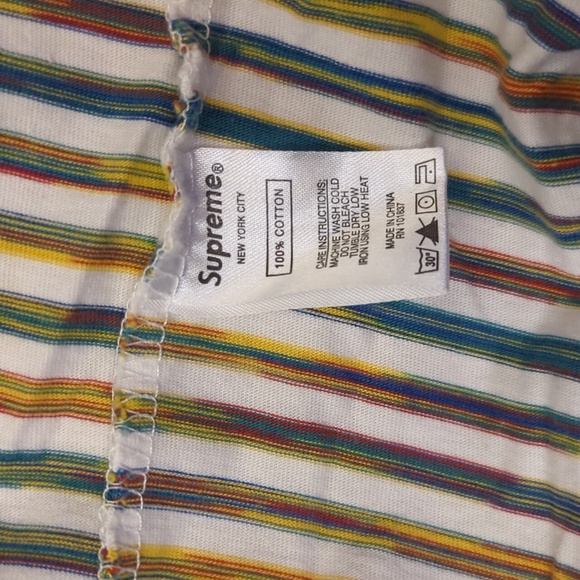 Supreme®
NEW YORK CITY
100% COTTON
CARE INSTRUCTIONS:
MACHINE WASH COLD
DO NOT BLEACH
TUMBLE DRY LOW
IRON USING LOW HEAT
MADE IN CHINA
RN 101837
30°